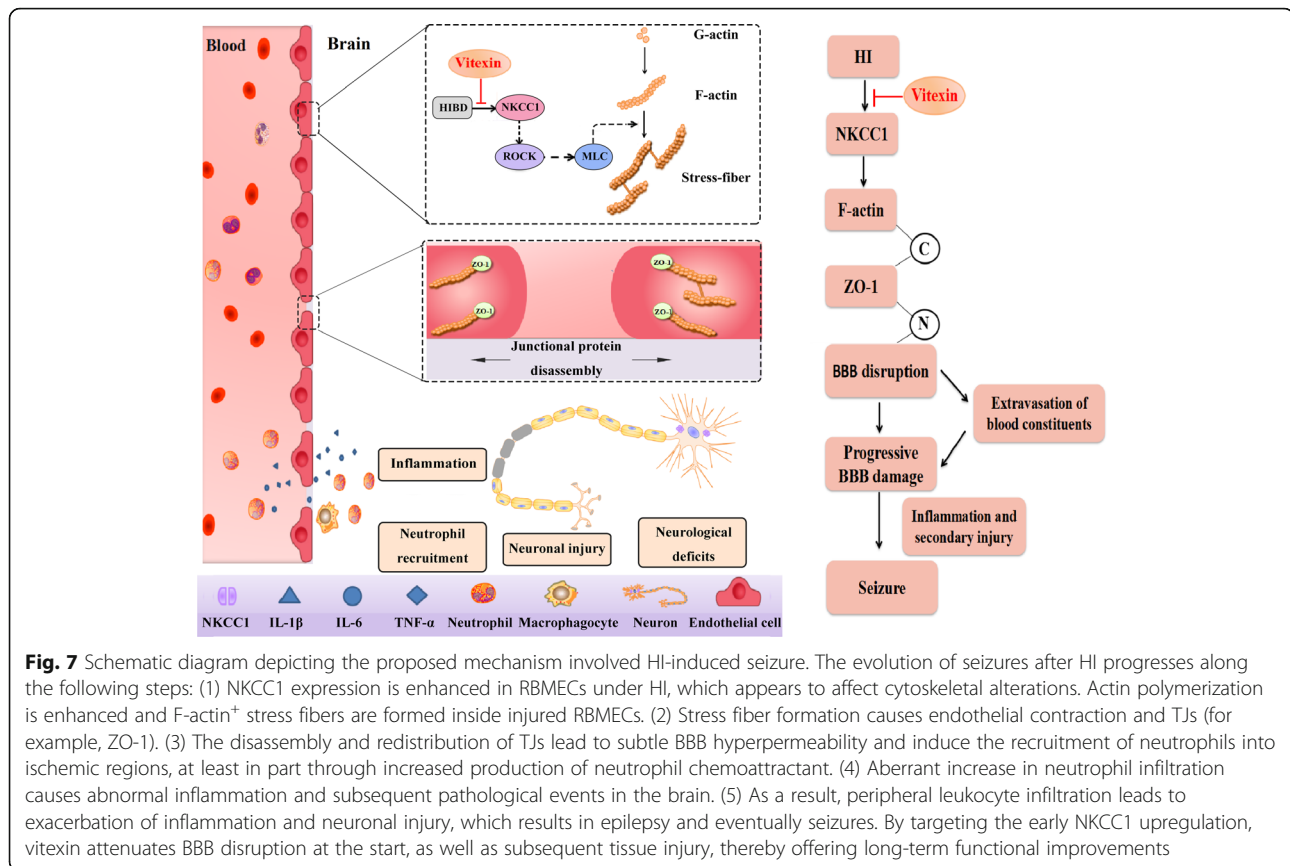 Blood
Brain
Vitexin
HIBD
NKCC1
ROCK
MLC
G-actin
F-actin
Stress-fiber
ZO-1
ZO-1
ZO-1
ZO-1
Junctional protein
disassembly
Inflammation
Neutrophil
recruitment
Neuronal injury
Neurological
deficits
NKCC1
IL-1β
IL-6
TNF-α
Neutrophil
Macrophagocyte
Neuron
Endothelial cell
HI
Vitexin
NKCC1
F-actin
C
ZO-1
N
BBB disruption
Extravasation of
blood constituents
Progressive
BBB damage
Inflammation and
secondary injury
Seizure
Fig. 7 Schematic diagram depicting the proposed mechanism involved HI-induced seizure. The evolution of seizures after HI progresses along
the following steps: (1) NKCC1 expression is enhanced in RBMECs under HI, which appears to affect cytoskeletal alterations. Actin polymerization
is enhanced and F-actin⁺ stress fibers are formed inside injured RBMECs. (2) Stress fiber formation causes endothelial contraction and TJs (for
example, ZO-1). (3) The disassembly and redistribution of TJs lead to subtle BBB hyperpermeability and induce the recruitment of neutrophils into
ischemic regions, at least in part through increased production of neutrophil chemoattractant. (4) Aberrant increase in neutrophil infiltration
causes abnormal inflammation and subsequent pathological events in the brain. (5) As a result, peripheral leukocyte infiltration leads to
exacerbation of inflammation and neuronal injury, which results in epilepsy and eventually seizures. By targeting the early NKCC1 upregulation,
vitexin attenuates BBB disruption at the start, as well as subsequent tissue injury, thereby offering long-term functional improvements